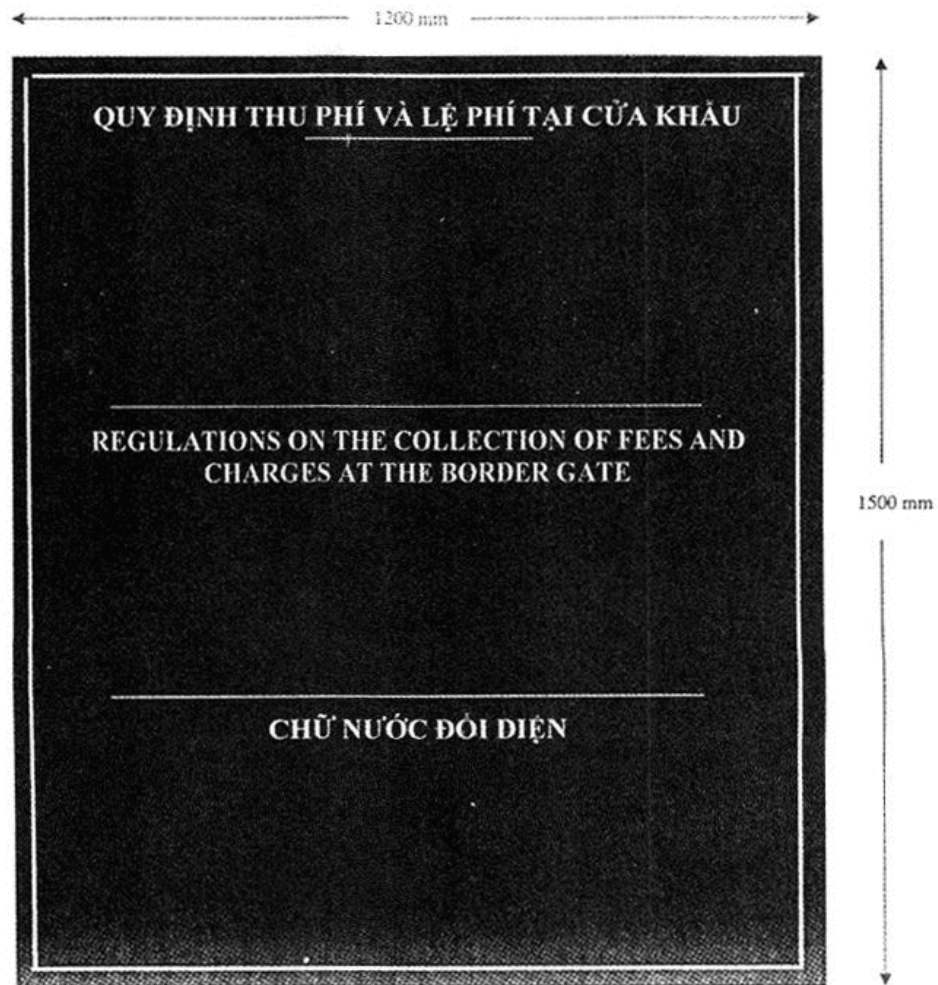 1200 mm
QUY ĐỊNH THU PHÍ VÀ LỆ PHÍ TẠI CỬA KHẨU
REGULATIONS ON THE COLLECTION OF FEES AND
CHARGES AT THE BORDER GATE
1500 mm
CHỮ NƯỚC ĐỐI DIỆN